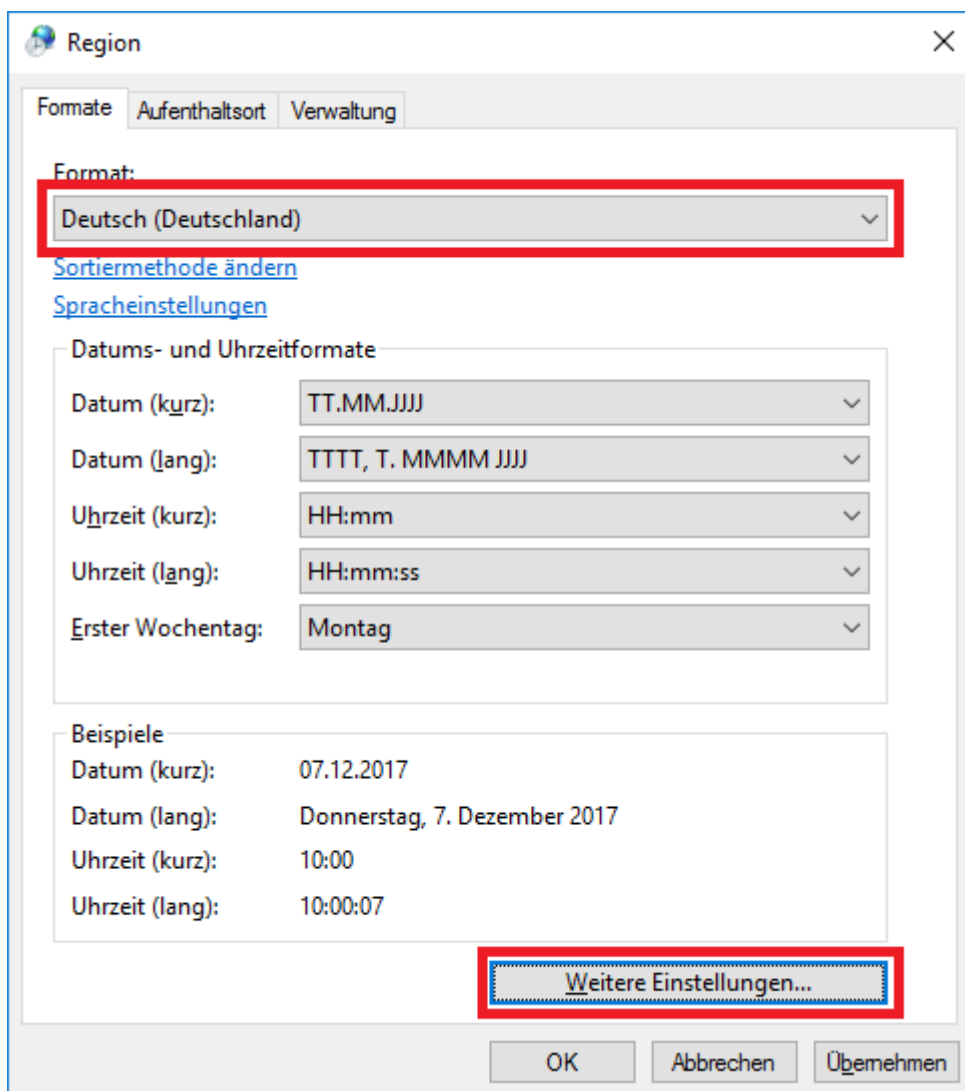 Region
Formate Aufenthaltsort Verwaltung
Format:
Deutsch (Deutschland)
Sortiermethode ändern
Spracheinstellungen
Datums- und Uhrzeitformate
Datum (kurz): TT.MM.JJJJ
Datum (lang): TTTT, T. MMMM JJJJ
Uhrzeit (kurz): HH:mm
Uhrzeit (lang): HH:mm:ss
Erster Wochentag: Montag
Beispiele
Datum (kurz): 07.12.2017
Datum (lang): Donnerstag, 7. Dezember 2017
Uhrzeit (kurz): 10:00
Uhrzeit (lang): 10:00:07
Weitere Einstellungen...
OK Abbrechen Übernehmen